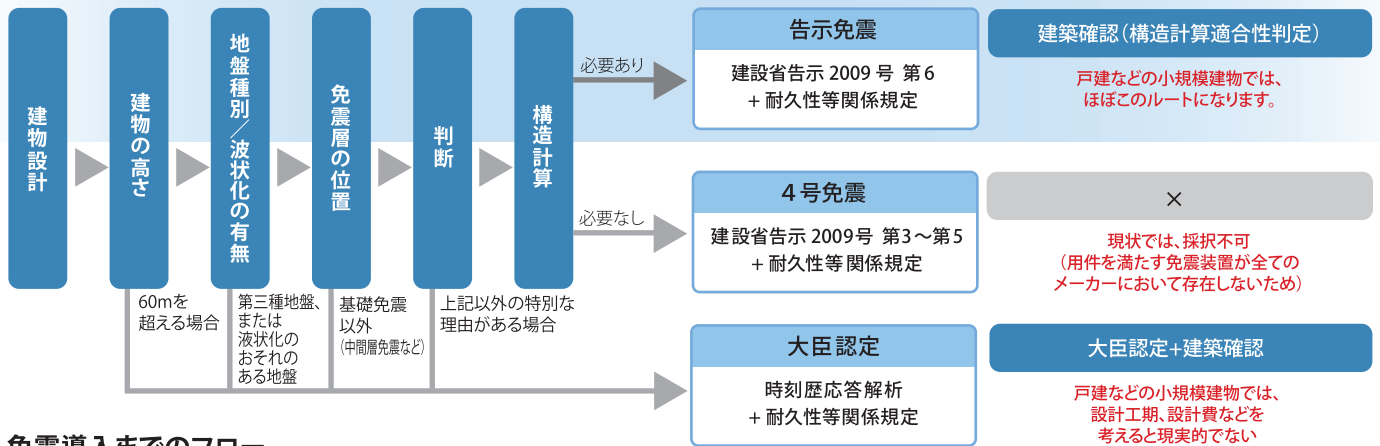 建物設計
建物の高さ
地盤種別／波状化の有無
免震層の位置
判断
構造計算
60mを
超える場合
第三種地盤、
または
液状化の
おそれの
ある地盤
基礎免震
以外
（中間層免震など）
上記以外の特別な
理由がある場合
必要あり
告示免震
建設省告示 2009 号 第６
＋耐久性等関係規定
建築確認（構造計算適合性判定）
戸建などの小規模建物では、
ほぼこのルートになります。
必要なし
４号免震
建設省告示 2009号 第3〜第5
＋耐久性等関係規定
×
現状では、採択不可
（用件を満たす免震装置が全ての
メーカーにおいて存在しないため）
大臣認定
時刻歴応答解析
＋耐久性等関係規定
大臣認定+建築確認
戸建などの小規模建物では、
設計工期、設計費などを
考えると現実的でない
免震導入までのフロー